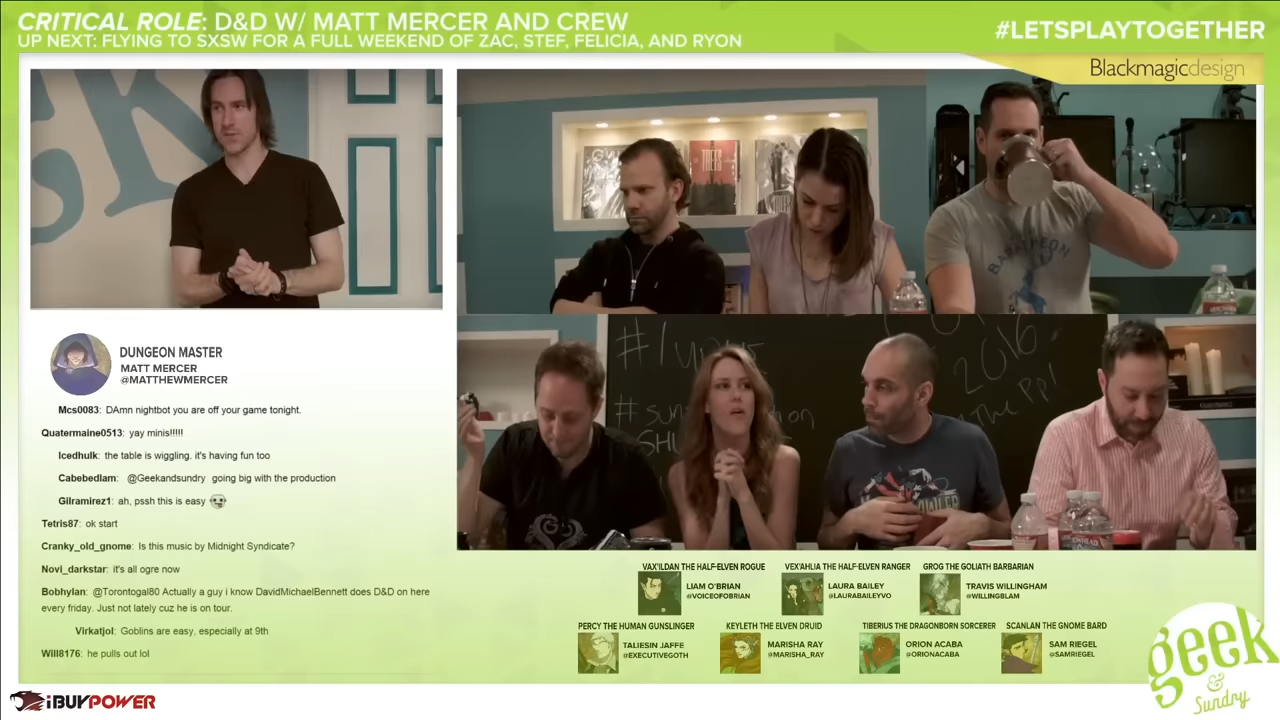 CRITICAL ROLE: D&D W/ MATT MERCER AND CREW
UP NEXT: FLYING TO SXSW FOR A FULL WEEKEND OF ZAC, STEF, FELICIA, AND RYON
#LETSPLAYTOGETHER
Blackmagicdesign
BARATHEON
DUNGEON MASTER
MATT MERCER
@MATTHEWMERCER
Mcs0083: DAmn nightbot you are off your game tonight.
Quatermaine0513: yay minis!!!!!
Icedhulk: the table is wiggling. it's having fun too
Cabebedlam: @Geekandsundry going big with the production
Gilramirez1: ah, pssh this is easy
Tetris87: ok start
Cranky_old_gnome: Is this music by Midnight Syndicate?
Novi_darkstar: it's all ogre now
Bobhylan: @Torontogal80 Actually a guy i know DavidMichaelBennett does D&D on here
every friday. Just not lately cuz he is on tour.
Virkatjol: Goblins are easy, especially at 9th
Will8176: he pulls out lol
2016
VAX'ILDAN THE HALF-ELVEN ROGUE
LIAM O'BRIAN
@VOICEOFOBRIAN
VEX'AHLIA THE HALF-ELVEN RANGER
LAURA BAILEY
@LAURABAILEYVO
GROG THE GOLIATH BARBARIAN
TRAVIS WILLINGHAM
@WILLINGBLAM
PERCY THE HUMAN GUNSLINGER
TALIESIN JAFFE
@EXECUTIVEGOTH
KEYLETH THE ELVEN DRUID
MARISHA RAY
@MARISHA_RAY
TIBERIUS THE DRAGONBORN SORCERER
ORION ACABA
@ORIONACABA
SCANLAN THE GNOME BARD
SAM RIEGEL
@SAMRIEGEL
geek
&
Sundry
iBUYPOWER